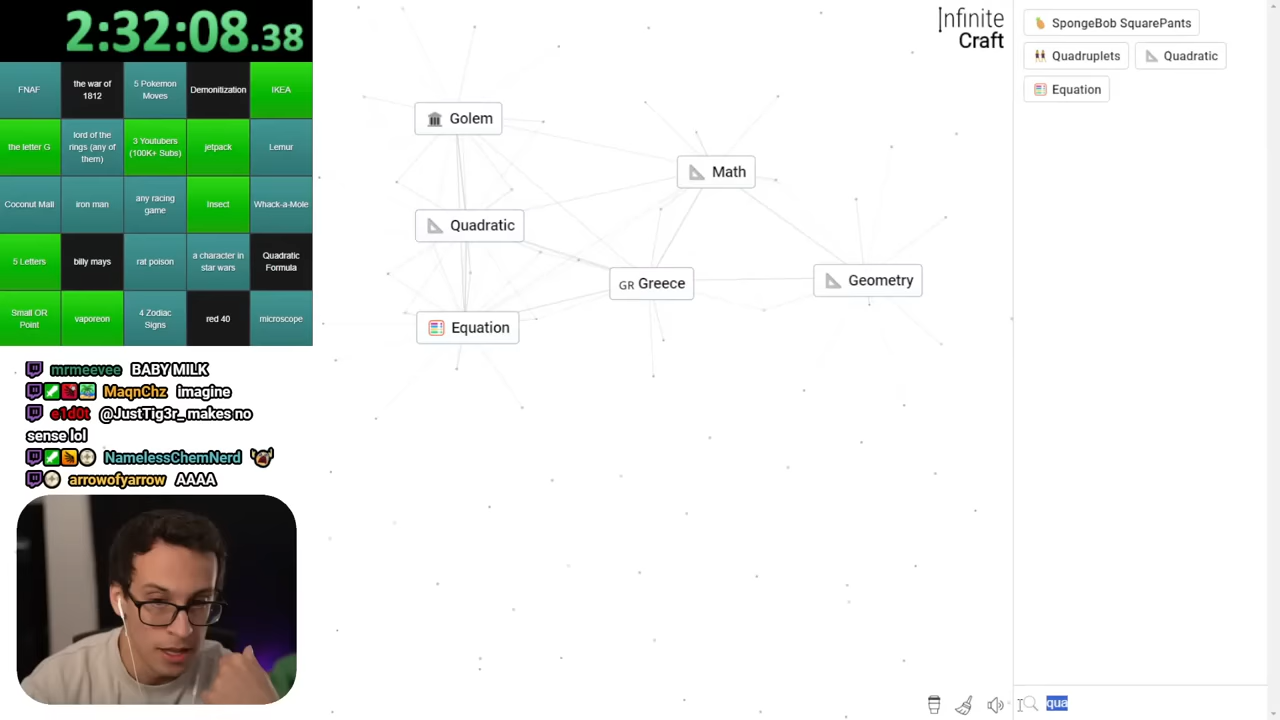 2:32:08.38
FNAF
the war of
1812
5 Pokemon
Moves
Demonitization
IKEA
the letter G
lord of the
rings (any of
them)
3 Youtubers
(100K+ Subs)
jetpack
Lemur
Coconut Mall
iron man
any racing
game
Insect
Whack-a-Mole
5 Letters
billy mays
rat poison
a character in
star wars
Quadratic
Formula
Small OR
Point
vaporeon
4 Zodiac
Signs
red 40
microscope
mrmeevee BABY MILK
MaqnChz imagine
e1d0t @JustTig3r_ makes no
sense lol
NamelessChemNerd
arrowofyarrow AAAA
Infinite
Craft
Golem
Math
Quadratic
GR Greece
Geometry
Equation
SpongeBob SquarePants
Quadruplets
Quadratic
Equation
qua